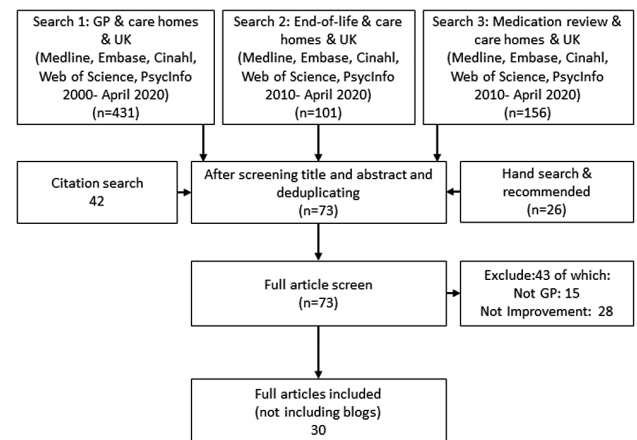 Search 1: GP & care homes
& UK
(Medline, Embase, Cinahl,
Web of Science, PsycInfo
2000- April 2020)
(n=431)
Search 2: End-of-life & care
homes & UK
(Medline, Embase, Cinahl,
Web of Science, PsycInfo
2010- April 2020)
(n=101)
Search 3: Medication review &
care homes & UK
(Medline, Embase, Cinahl,
Web of Science, PsycInfo
2010- April 2020)
(n=156)
Citation search
42
After screening title and abstract and
deduplicating
(n=73)
Hand search &
recommended
(n=26)
Full article screen
(n=73)
Exclude:43 of which:
Not GP: 15
Not Improvement: 28
Full articles included
(not including blogs)
30